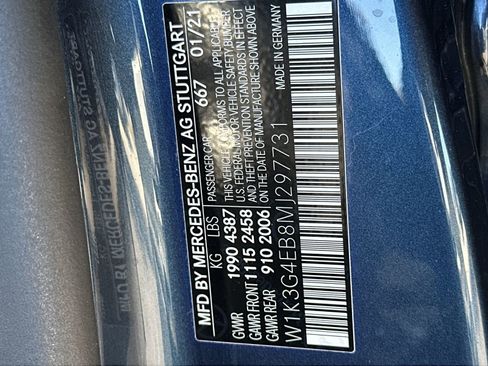 MFD BY MERCEDES-BENZ AG STUTTGART
667 01/21
KG LBS
PASSENGER CAR
GVWR 1990 4387
GAWR FRONT 1115 2458
GAWR REAR 910 2006
THIS VEHICLE CONFORMS TO ALL APPLICABLE
U.S. FEDERAL MOTOR VEHICLE SAFETY BUMPER
AND THEFT PREVENTION STANDARDS IN EFFECT
ON THE DATE OF MANUFACTURE SHOWN ABOVE
W1K3G4EB8MJ297731
MADE IN GERMANY